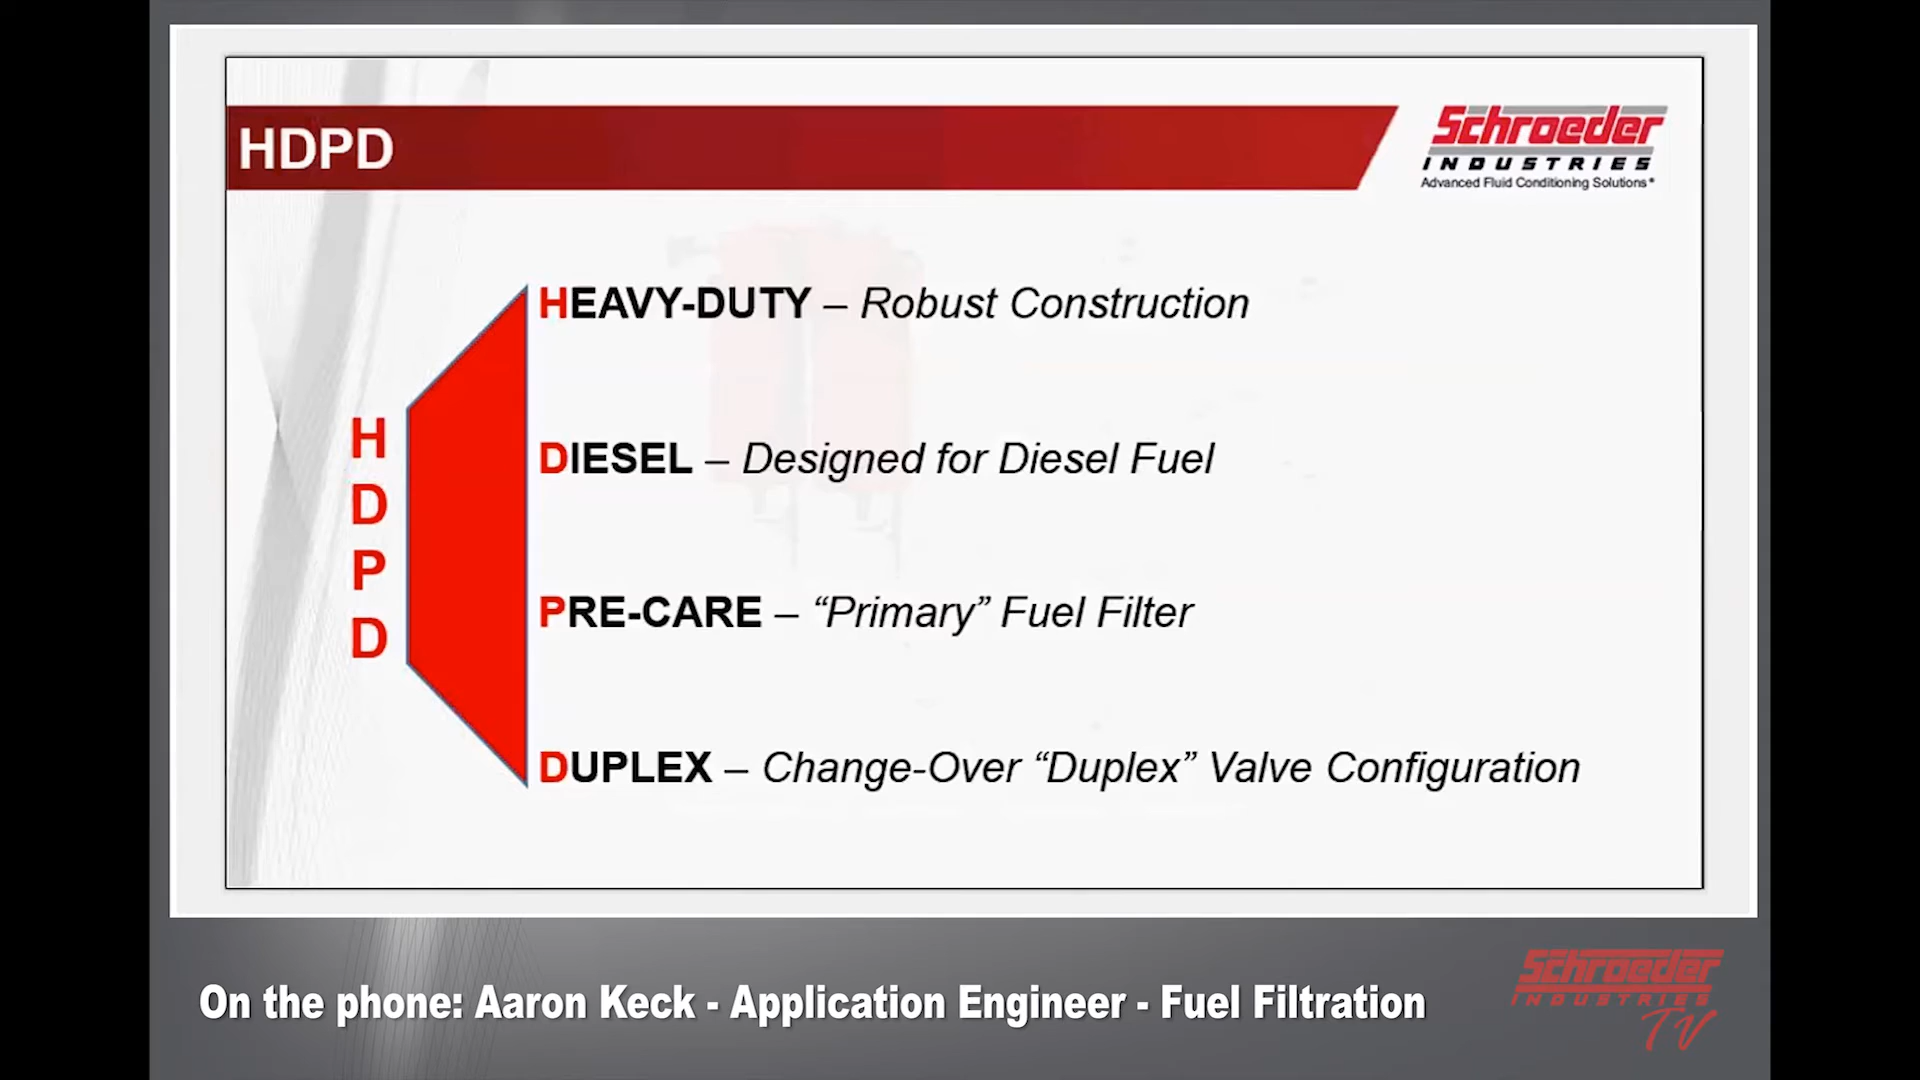 HDPD
Schroeder
INDUSTRIES
Advanced Fluid Conditioning Solutions®
H
D
P
D
HEAVY-DUTY – Robust Construction
DIESEL – Designed for Diesel Fuel
PRE-CARE – “Primary” Fuel Filter
DUPLEX – Change-Over “Duplex” Valve Configuration
On the phone: Aaron Keck - Application Engineer - Fuel Filtration
Schroeder
INDUSTRIES
TV